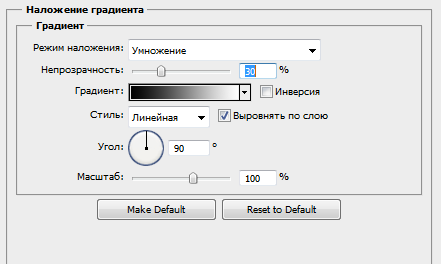 Наложение градиента
Градиент
Режим наложения: Умножение
Непрозрачность: 30 %
Градиент: Инверсия
Стиль: Линейная Выровнять по слою
Угол: 90 °
Масштаб: 100 %
Make Default Reset to Default